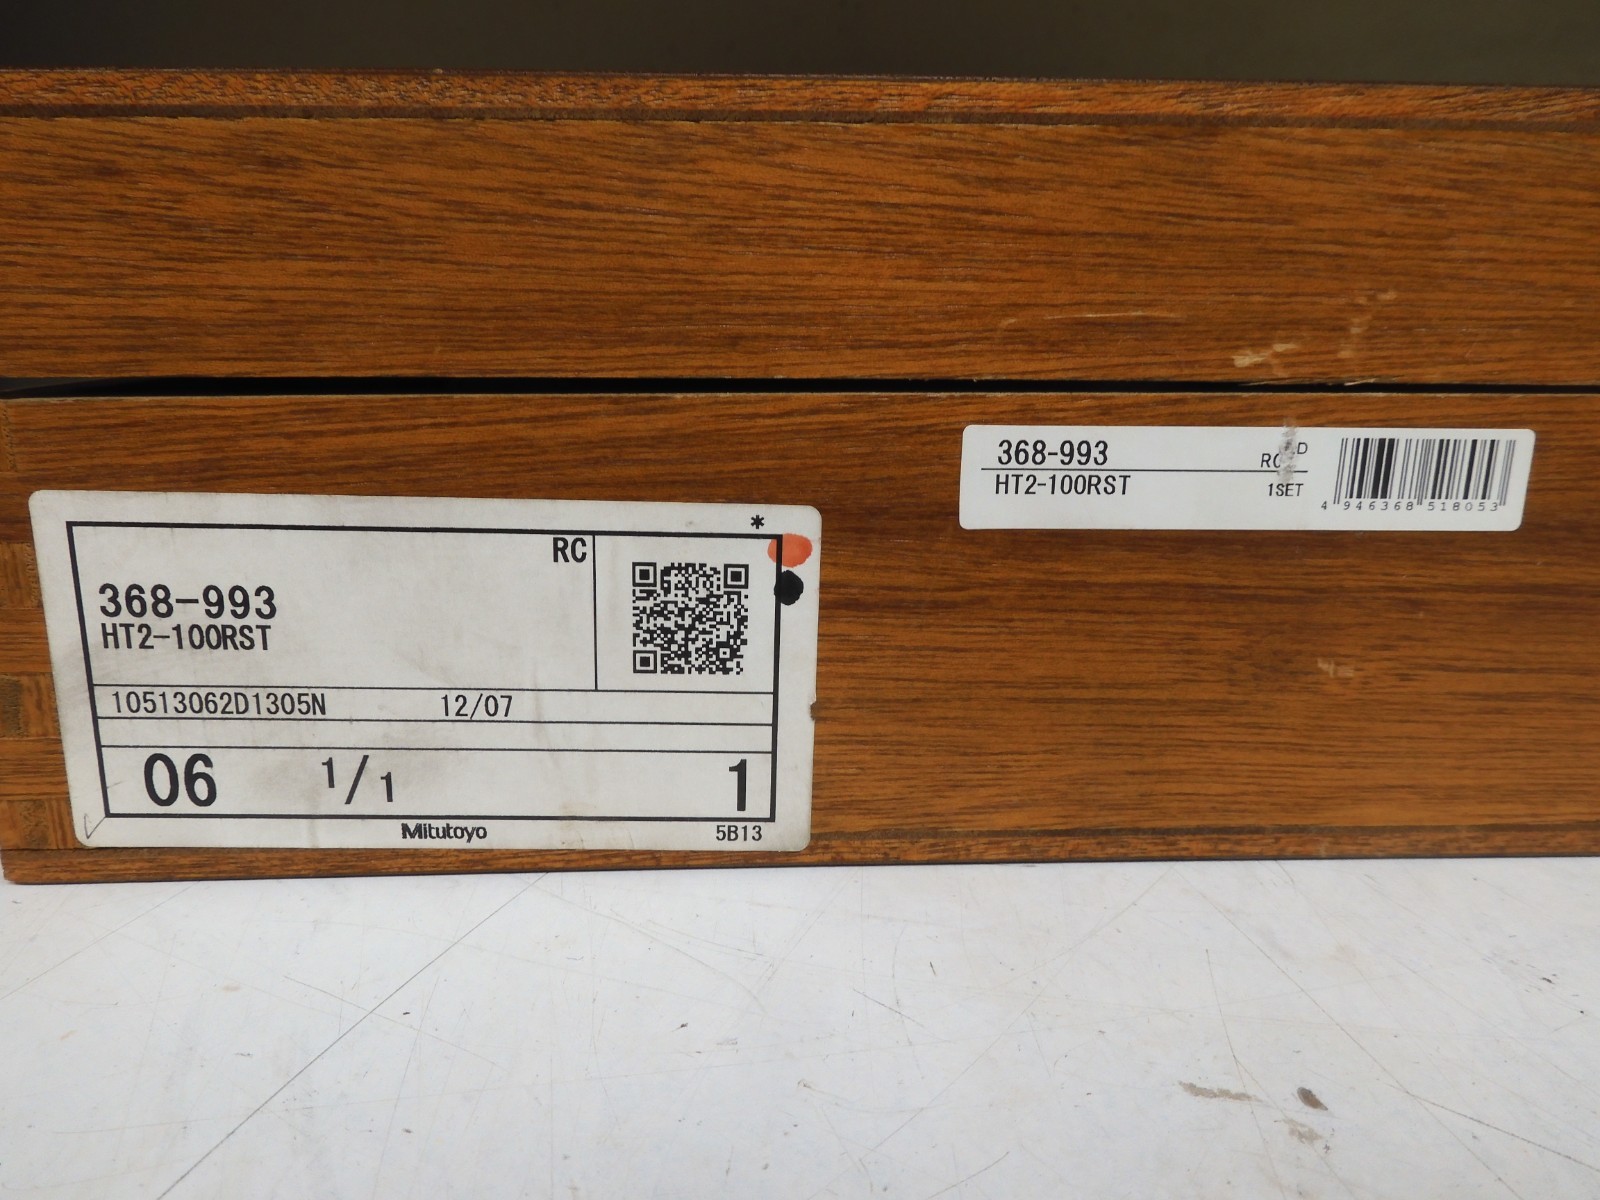 *
RC
368-993
HT2-100RST
10513062D1305N 12/07
06 1/1 1
Mitutoyo 5B13
368-993
HT2-100RST 1SET
4 946368 518053